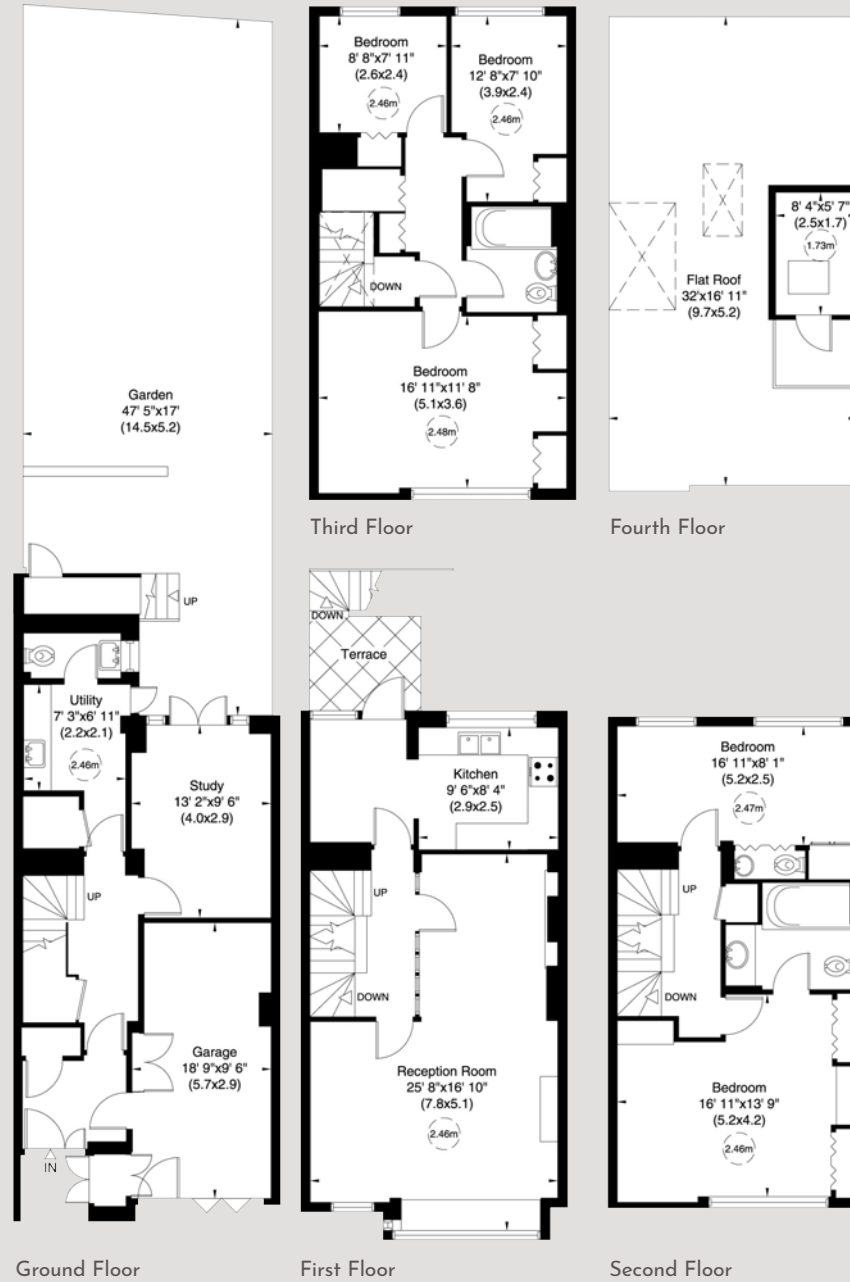 Bedroom
8' 8"x7' 11"
(2.6x2.4)
2.46m
Bedroom
12' 8"x7' 10"
(3.9x2.4)
2.46m
DOWN
Bedroom
16' 11"x11' 8"
(5.1x3.6)
2.48m
Third Floor
8' 4"x5' 7"
(2.5x1.7)
1.73m
Flat Roof
32'x16' 11"
(9.7x5.2)
Fourth Floor
Garden
47' 5"x17'
(14.5x5.2)
UP
Utility
7' 3"x6' 11"
(2.2x2.1)
2.46m
Study
13' 2"x9' 6"
(4.0x2.9)
UP
Garage
18' 9"x9' 6"
(5.7x2.9)
IN
Ground Floor
DOWN
Terrace
Kitchen
9' 6"x8' 4"
(2.9x2.5)
UP
DOWN
Reception Room
25' 8"x16' 10"
(7.8x5.1)
2.46m
First Floor
Bedroom
16' 11"x8' 1"
(5.2x2.5)
2.47m
UP
DOWN
Bedroom
16' 11"x13' 9"
(5.2x4.2)
2.46m
Second Floor